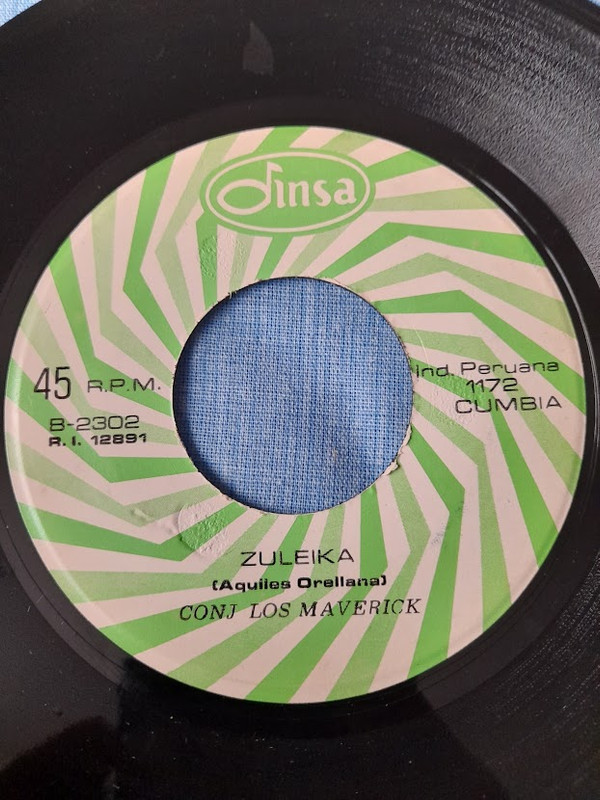 Dinsa
45 R.P.M.
B-2302
R. I. 12891
Ind. Peruana
1172
CUMBIA
ZULEIKA
(Aquiles Orellana)
CONJ LOS MAVERICK